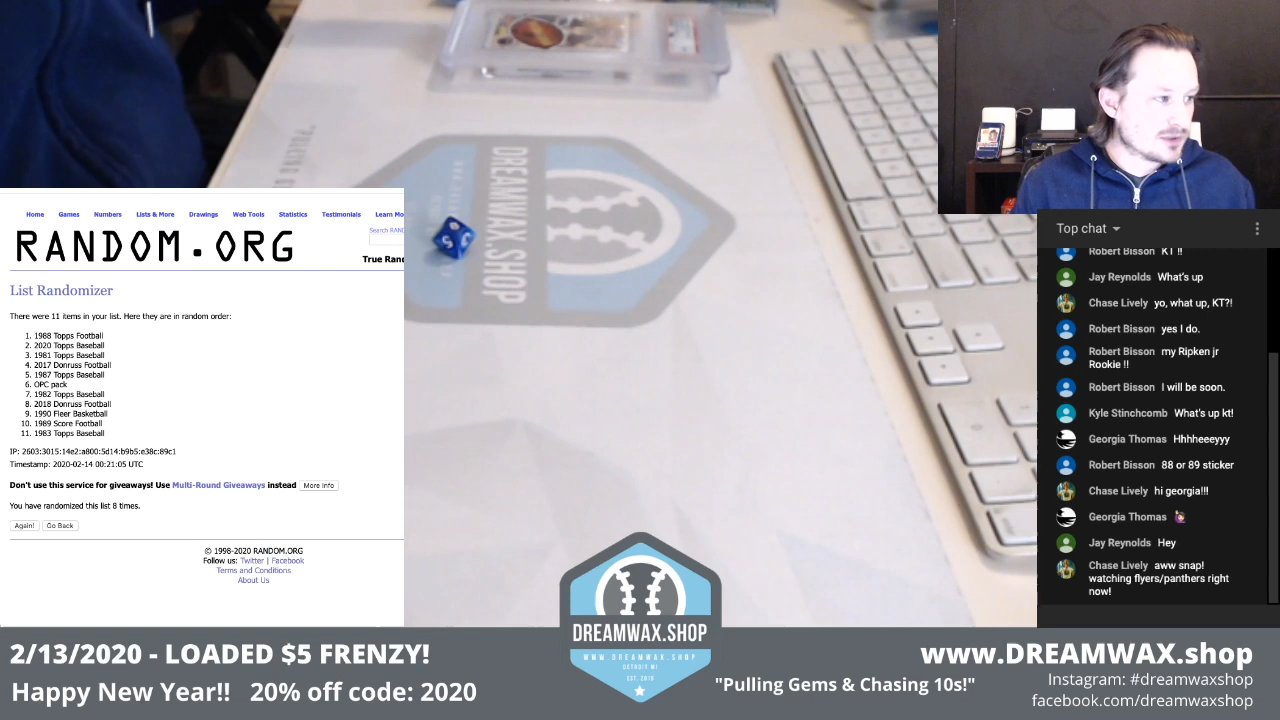 Home Games Numbers Lists & More Drawings Web Tools Statistics Testimonials Learn Mo
RANDOM.ORG
Search RAND
True Rand
List Randomizer
There were 11 items in your list. Here they are in random order:
1. 1988 Topps Football
2. 2020 Topps Baseball
3. 1981 Topps Baseball
4. 2017 Donruss Football
5. 1987 Topps Baseball
6. OPC pack
7. 1982 Topps Baseball
8. 2018 Donruss Football
9. 1990 Fleer Basketball
10. 1989 Score Football
11. 1983 Topps Baseball
IP: 2603:3015:14e2:a800:5d14:b9b5:e38c:89c1
Timestamp: 2020-02-14 00:21:05 UTC
Don't use this service for giveaways! Use Multi-Round Giveaways instead More Info
You have randomized this list 8 times.
Again! Go Back
© 1998-2020 RANDOM.ORG
Follow us: Twitter | Facebook
Terms and Conditions
About Us
DREAMWAX.SHOP
Top chat
Robert Bisson KT !!
Jay Reynolds What's up
Chase Lively yo, what up, KT?!
Robert Bisson yes I do.
Robert Bisson my Ripken jr
Rookie !!
Robert Bisson I will be soon.
Kyle Stinchcomb What's up kt!
Georgia Thomas Hhhheeeyyy
Robert Bisson 88 or 89 sticker
Chase Lively hi georgia!!!
Georgia Thomas 🙋🏽‍♀️
Jay Reynolds Hey
Chase Lively aww snap!
watching flyers/panthers right
now!
2/13/2020 - LOADED $5 FRENZY!
Happy New Year!! 20% off code: 2020
DREAMWAX.SHOP
WWW.DREAMWAX.SHOP
DETROIT MI
EST. 2018
"Pulling Gems & Chasing 10s!"
www.DREAMWAX.shop
Instagram: #dreamwaxshop
facebook.com/dreamwaxshop